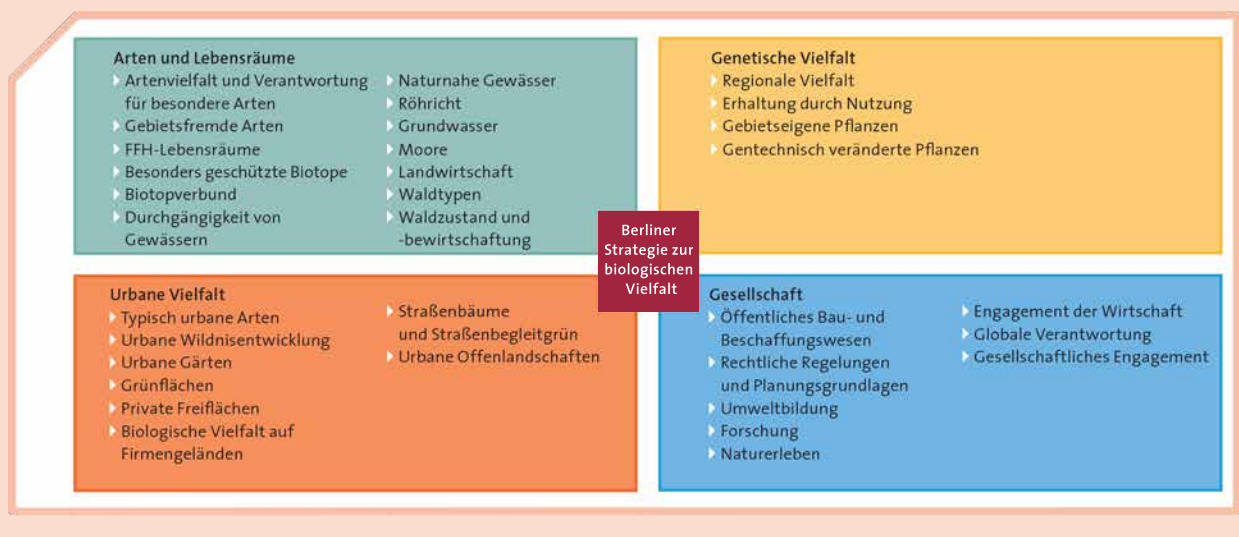 Arten und Lebensräume
Artenvielfalt und Verantwortung
für besondere Arten
Gebietsfremde Arten
FFH-Lebensräume
Besonders geschützte Biotope
Biotopverbund
Durchgängigkeit von
Gewässern
Naturnahe Gewässer
Röhricht
Grundwasser
Moore
Landwirtschaft
Waldtypen
Waldzustand und
-bewirtschaftung
Genetische Vielfalt
Regionale Vielfalt
Erhaltung durch Nutzung
Gebietseigene Pflanzen
Gentechnisch veränderte Pflanzen
Berliner
Strategie zur
biologischen
Vielfalt
Urbane Vielfalt
Typisch urbane Arten
Urbane Wildnisentwicklung
Urbane Gärten
Grünflächen
Private Freiflächen
Biologische Vielfalt auf
Firmengeländen
Straßenbäume
und Straßenbegleitgrün
Urbane Offenlandschaften
Gesellschaft
Öffentliches Bau- und
Beschaffungswesen
Rechtliche Regelungen
und Planungsgrundlagen
Umweltbildung
Forschung
Naturerleben
Engagement der Wirtschaft
Globale Verantwortung
Gesellschaftliches Engagement